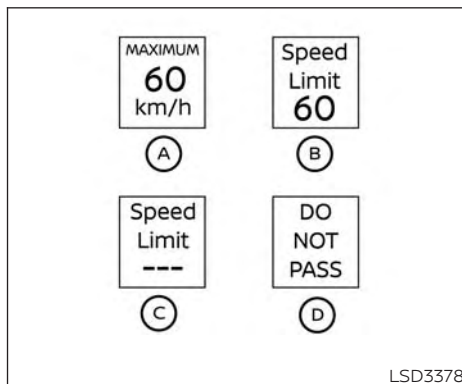 MAXIMUM
60
km/h
A
Speed
Limit
60
B
Speed
Limit
---
C
DO
NOT
PASS
D
LSD3378